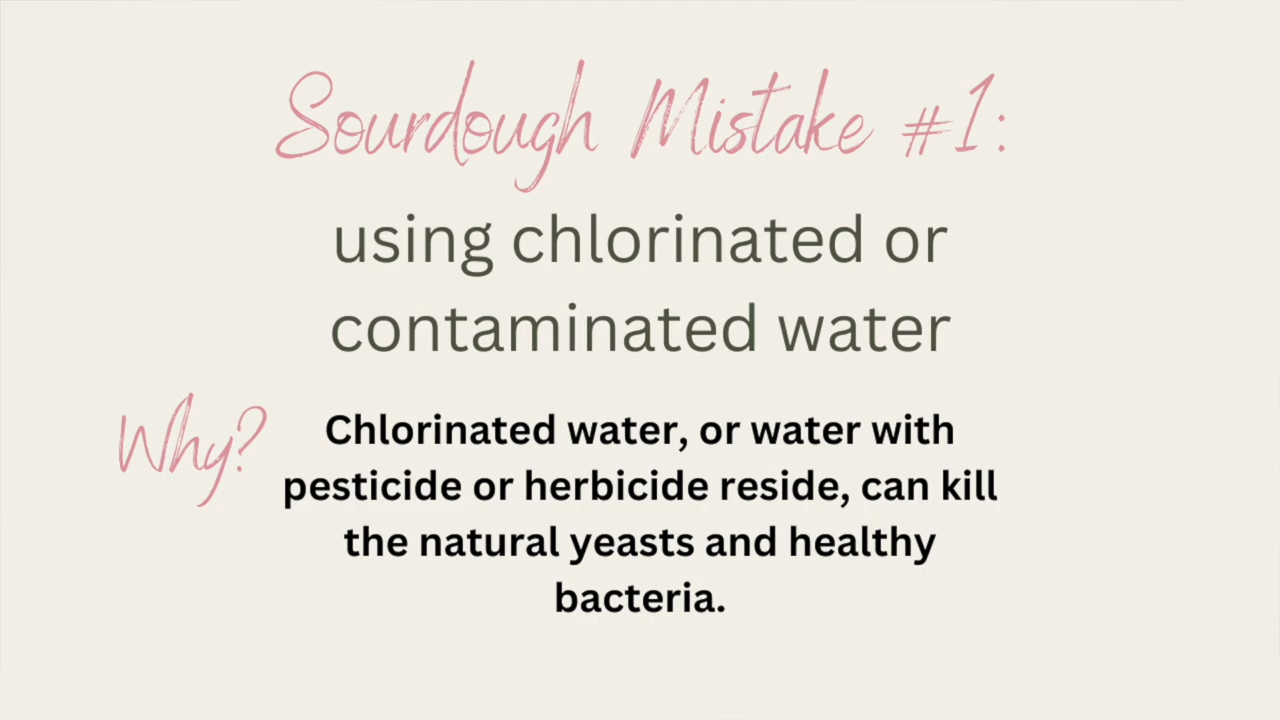 Sourdough Mistake #1:
using chlorinated or
contaminated water
Why?
Chlorinated water, or water with
pesticide or herbicide reside, can kill
the natural yeasts and healthy
bacteria.